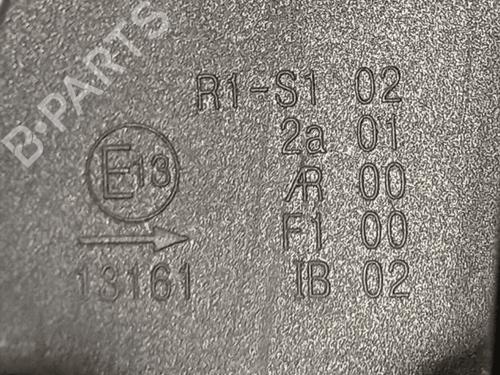 B-PARTS
R1-S1 02
2a 01
E13 AR 00
F1 00
13161 IB 02